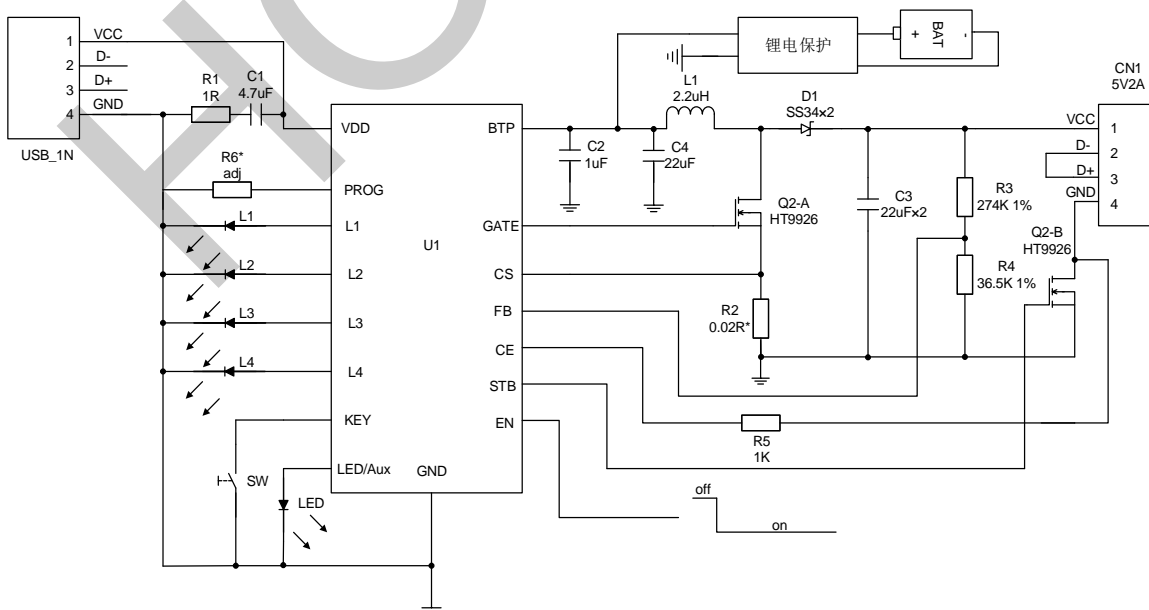 VCC
1
D-
2
D+
3
GND
4
USB_1N
R1
1R
C1
4.7uF
R6*
adj
L1
L2
L3
L4
SW
LED
VDD
PROG
L1
L2
L3
L4
KEY
LED/Aux
GND
U1
BTP
GATE
CS
FB
CE
STB
EN
C2
1uF
C4
22uF
L1
2.2uH
锂电保护
+
BAT
-
D1
SS34×2
Q2-A
HT9926
R2
0.02R*
C3
22uF×2
R3
274K 1%
R4
36.5K 1%
Q2-B
HT9926
R5
1K
off
on
CN1
5V2A
VCC
1
D-
2
D+
3
GND
4